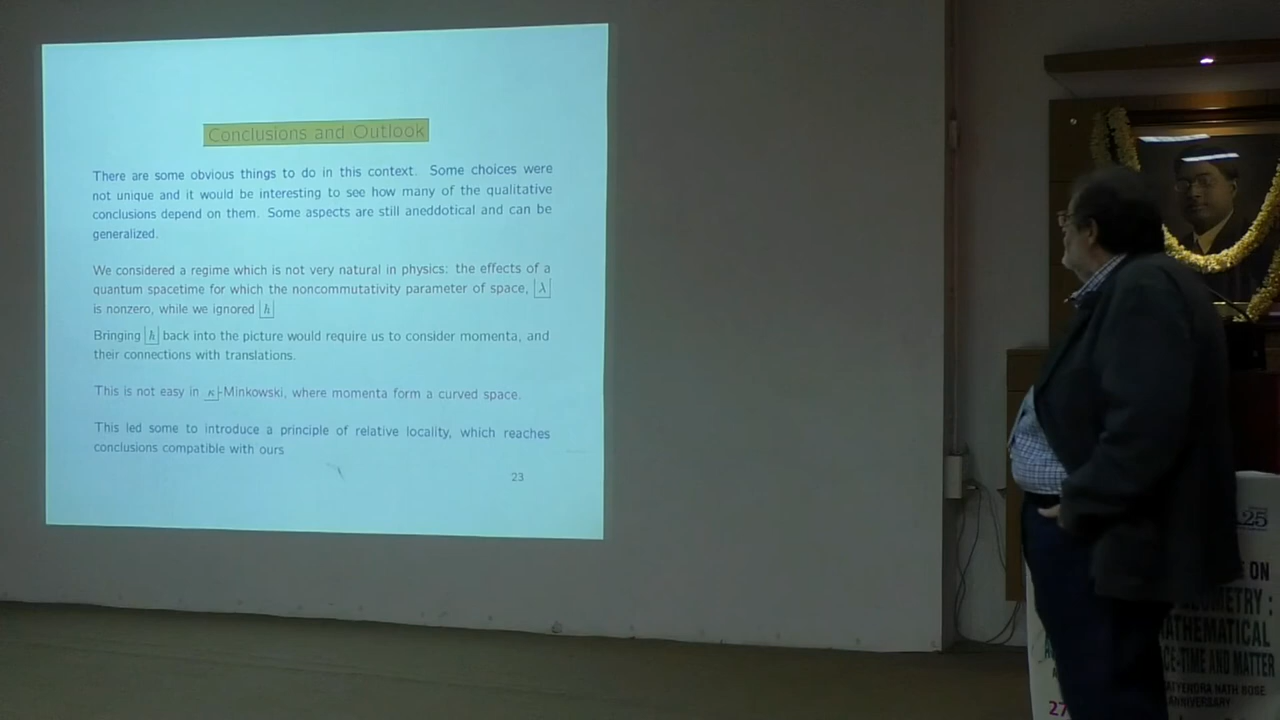 Conclusions and Outlook
There are some obvious things to do in this context. Some choices were
not unique and it would be interesting to see how many of the qualitative
conclusions depend on them. Some aspects are still aneddotical and can be
generalized.
We considered a regime which is not very natural in physics: the effects of a
quantum spacetime for which the noncommutativity parameter of space, λ
is nonzero, while we ignored ℏ
Bringing ℏ back into the picture would require us to consider momenta, and
their connections with translations.
This is not easy in κ-Minkowski, where momenta form a curved space.
This led some to introduce a principle of relative locality, which reaches
conclusions compatible with ours
23
25
ON
METRY :
ATHEMATICAL
CE-TIME AND MATTER
ATYENDRA NATH BOSE
ANNIVERSARY
27